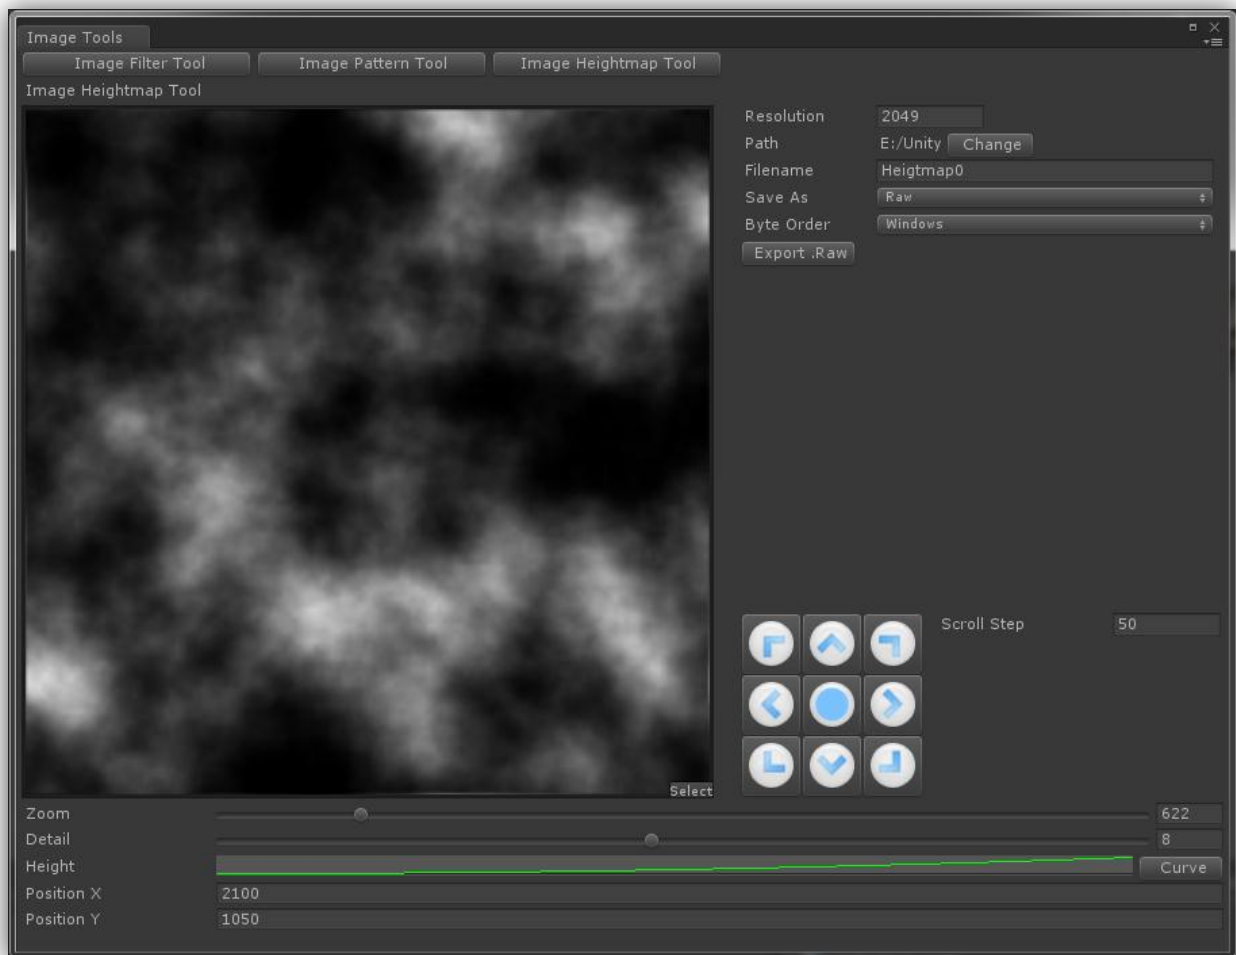 Image Tools
Image Filter Tool Image Pattern Tool Image Heightmap Tool
Image Heightmap Tool
Resolution 2049
Path E:/Unity Change
Filename Heigtmap0
Save As Raw
Byte Order Windows
Export .Raw
Scroll Step 50
Select
Zoom 622
Detail 8
Height Curve
Position X 2100
Position Y 1050